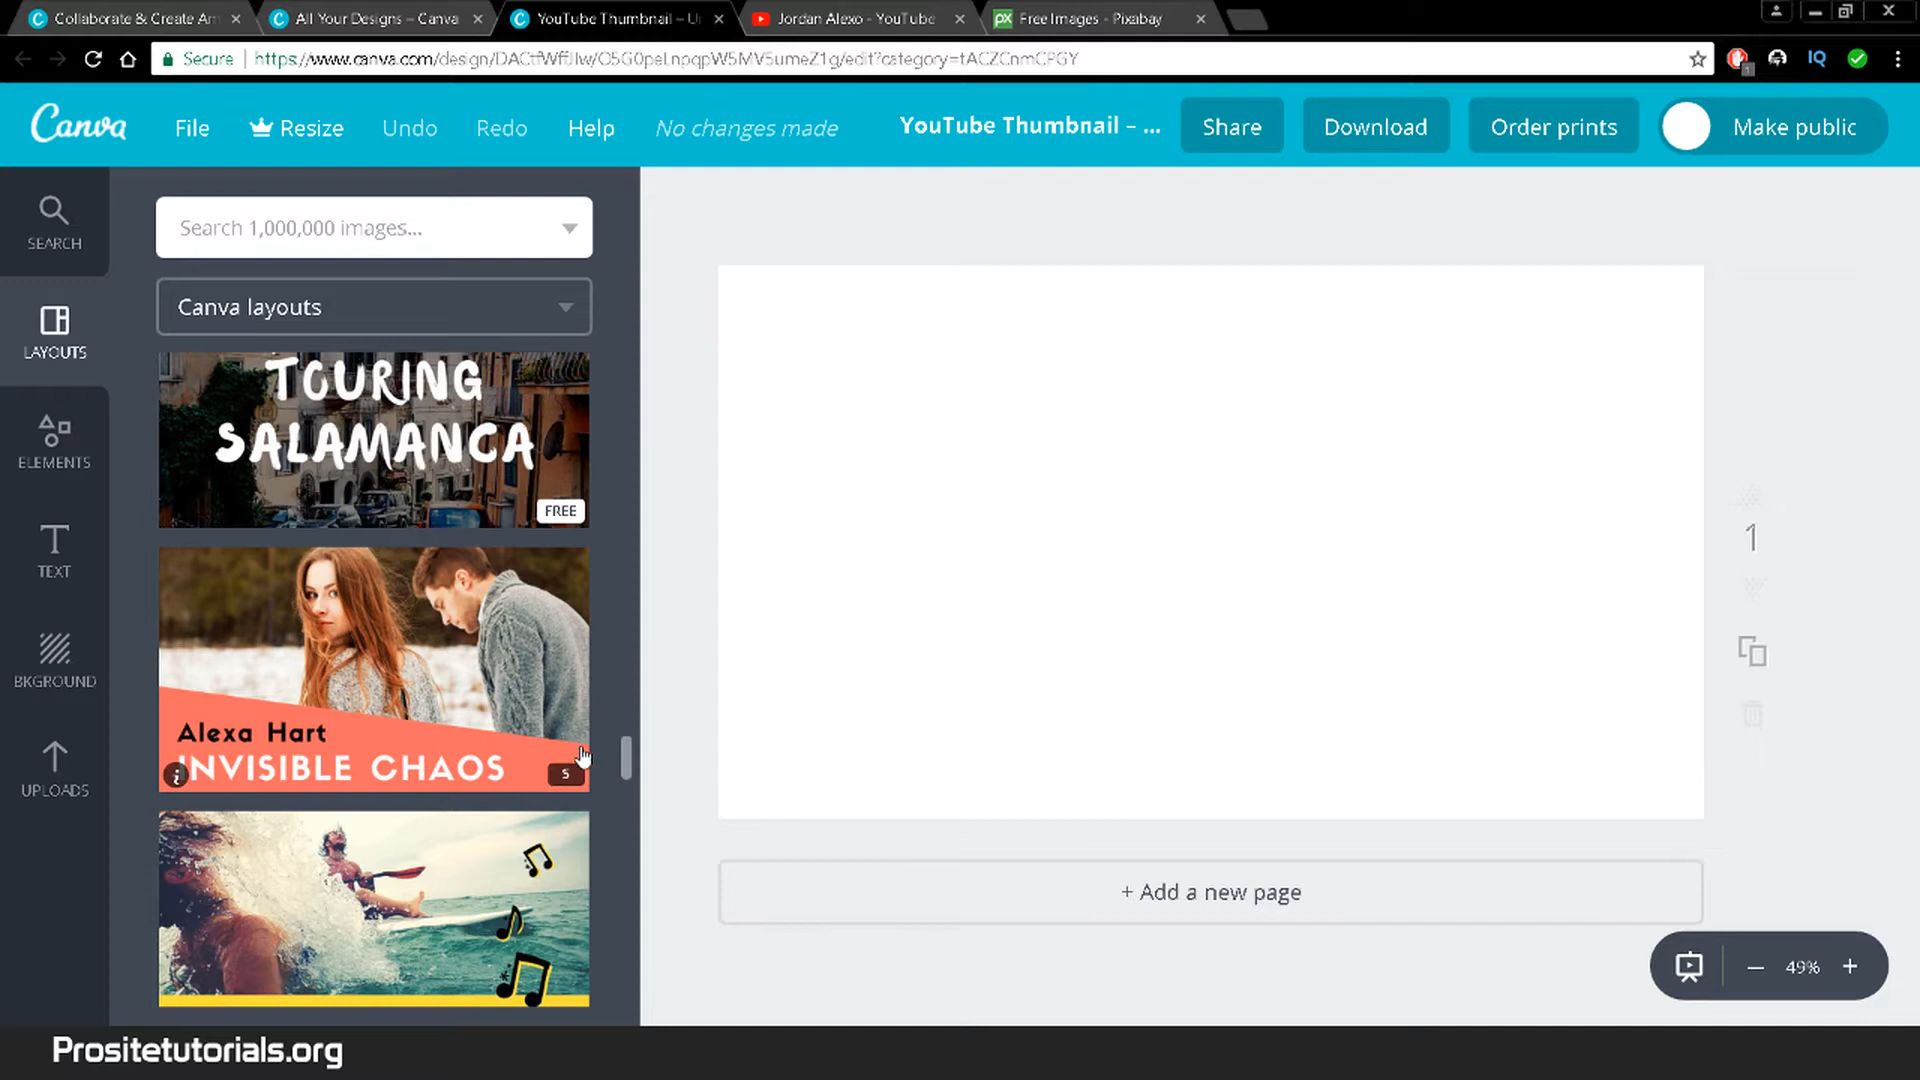 Collaborate & Create Am
All Your Designs – Canva
YouTube Thumbnail – Un
Jordan Alexo - YouTube
Free Images - Pixabay
Secure
https://www.canva.com/design/DACtfWffJIw/O5G0peLnpqpW5MV5umeZ1g/edit?category=tACZCnmCPGY
Canva
File
Resize
Undo
Redo
Help
No changes made
YouTube Thumbnail – ...
Share
Download
Order prints
Make public
SEARCH
LAYOUTS
ELEMENTS
TEXT
BKGROUND
UPLOADS
Search 1,000,000 images...
Canva layouts
TOURING
SALAMANCA
FREE
Alexa Hart
INVISIBLE CHAOS
1
+ Add a new page
49%
Prositetutorials.org